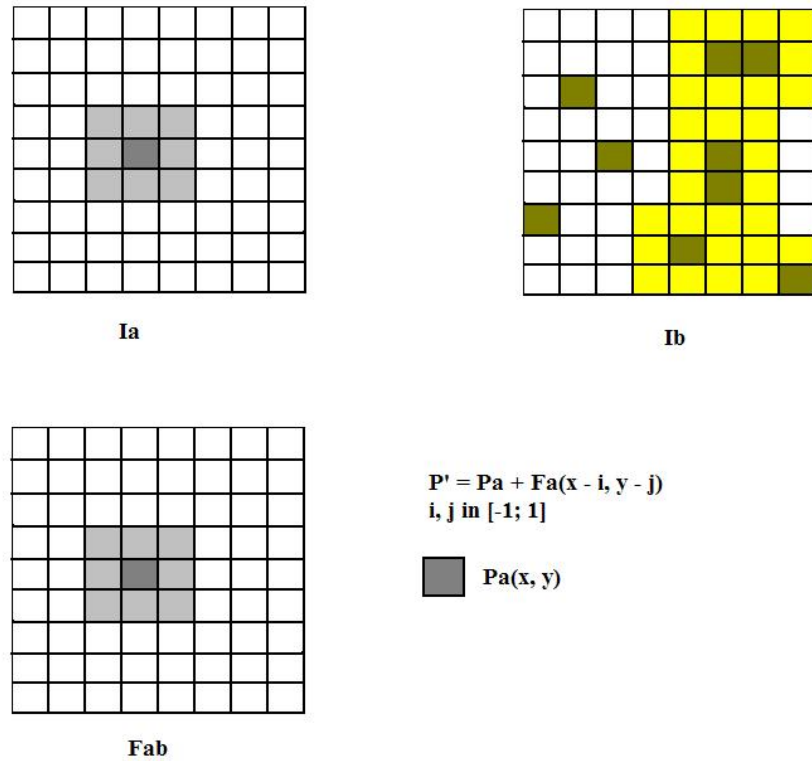 Ia
Ib
P' = Pa + Fa(x - i, y - j)
i, j in [-1; 1]
Pa(x, y)
Fab